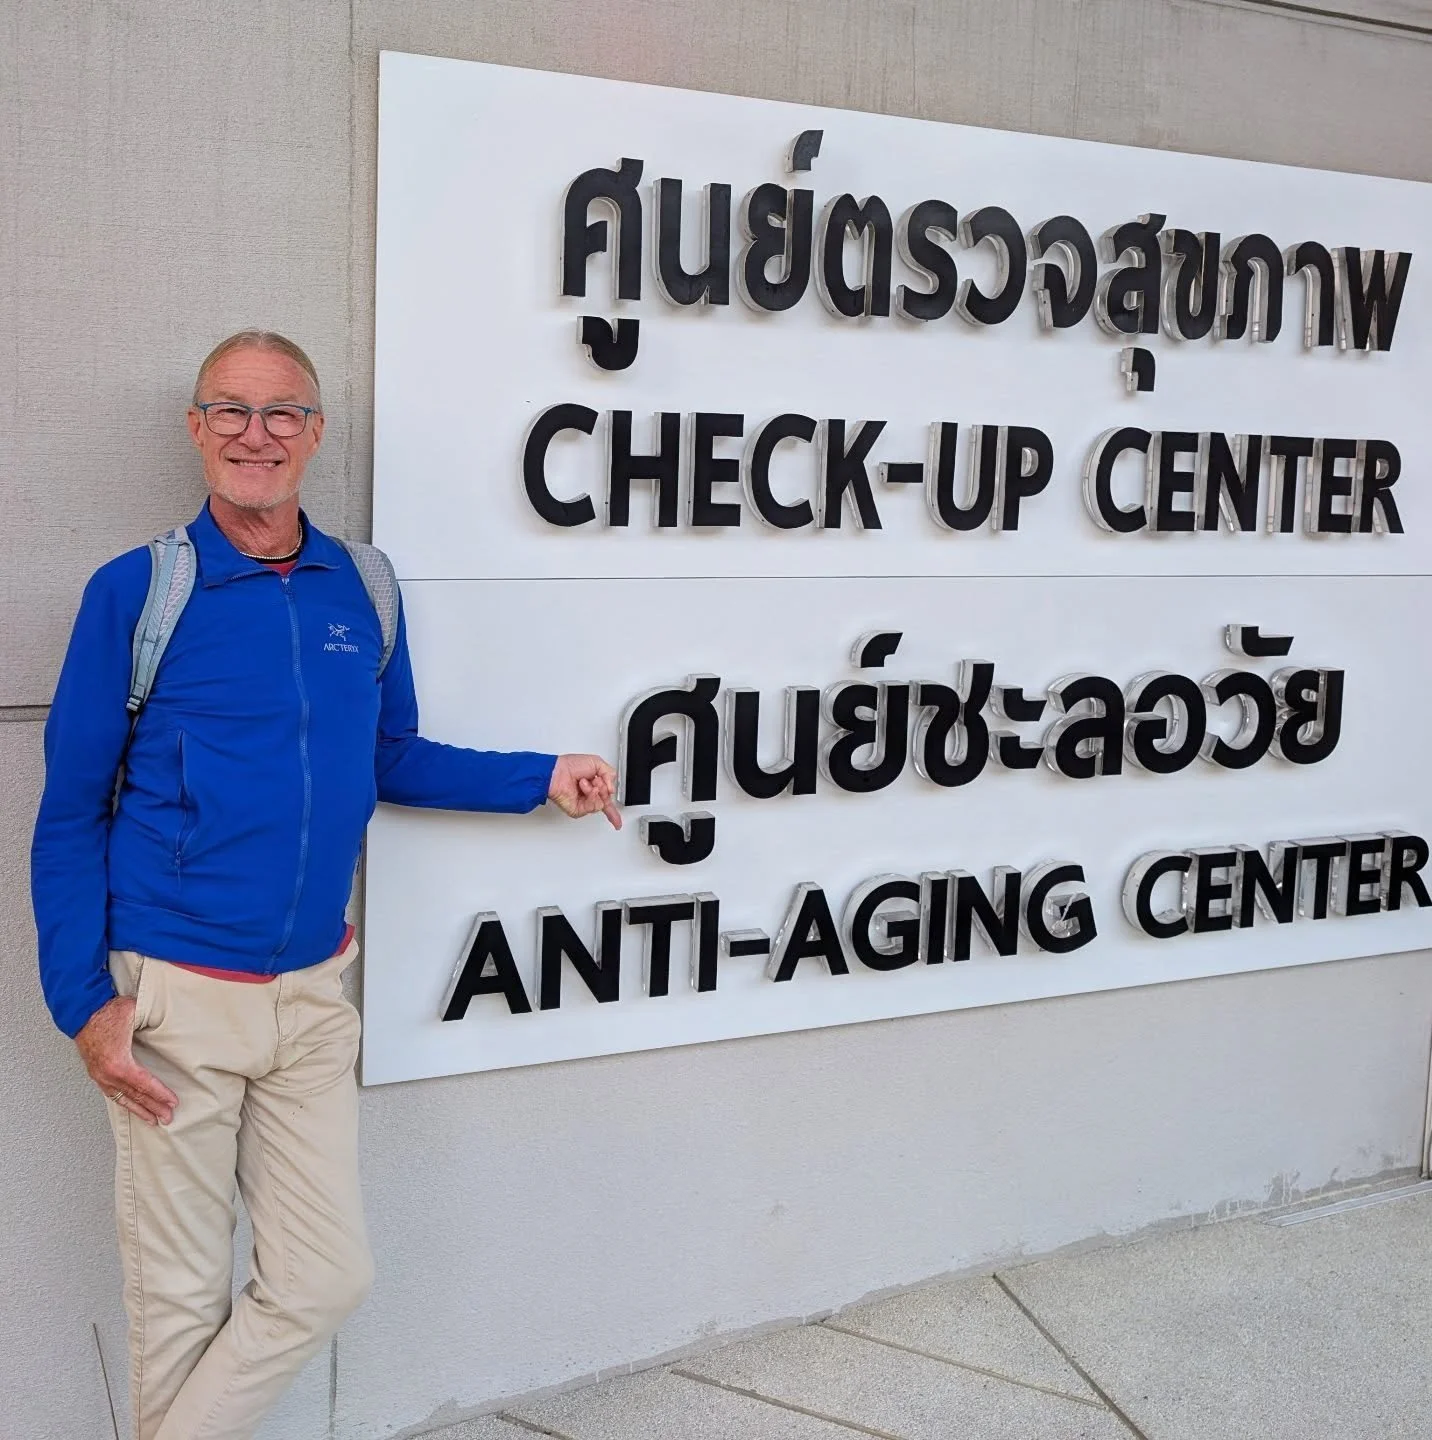 ศูนย์ตรวจสุขภาพ
CHECK-UP CENTER
ศูนย์ชะลอวัย
ANTI-AGING CENTER
ARC'TERYX